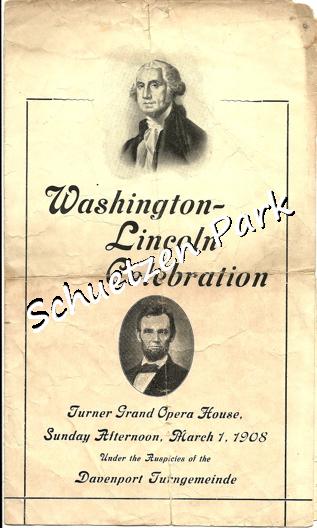 Washington-
Lincoln
Celebration
Schuetzen Park
Turner Grand Opera House,
Sunday Afternoon, March 1, 1908
Under the Auspicies of the
Davenport Turngemeinde